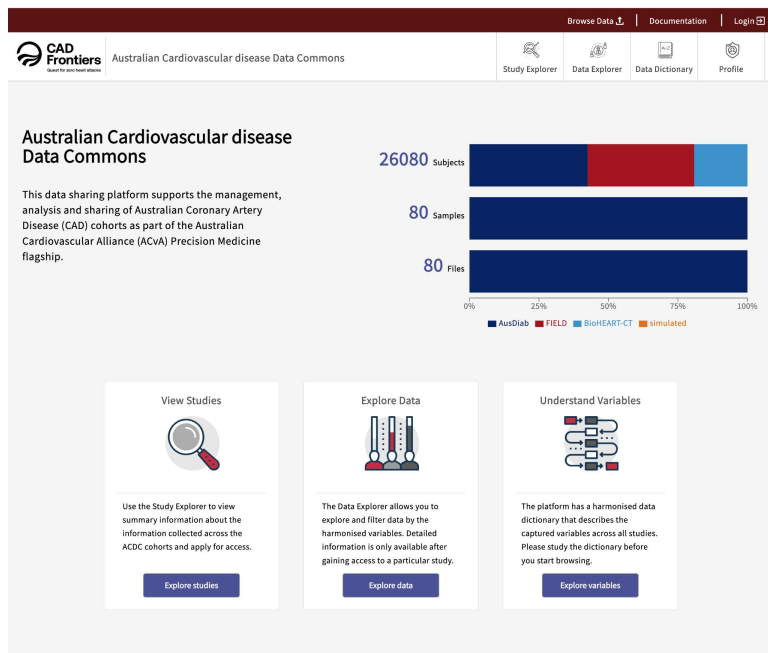 Browse Data
Documentation
Login
CAD
Frontiers
Quest for zero heart attacks
Australian Cardiovascular disease Data Commons
Study Explorer
Data Explorer
A-Z
Data Dictionary
Profile
Australian Cardiovascular disease
Data Commons
This data sharing platform supports the management,
analysis and sharing of Australian Coronary Artery
Disease (CAD) cohorts as part of the Australian
Cardiovascular Alliance (ACvA) Precision Medicine
flagship.
26080 Subjects
80 Samples
80 Files
0% 25% 50% 75% 100%
AusDiab FIELD BioHEART-CT simulated
View Studies
Use the Study Explorer to view
summary information about the
information collected across the
ACDC cohorts and apply for access.
Explore studies
Explore Data
The Data Explorer allows you to
explore and filter data by the
harmonised variables. Detailed
information is only available after
gaining access to a particular study.
Explore data
Understand Variables
The platform has a harmonised data
dictionary that describes the
captured variables across all studies.
Please study the dictionary before
you start browsing.
Explore variables